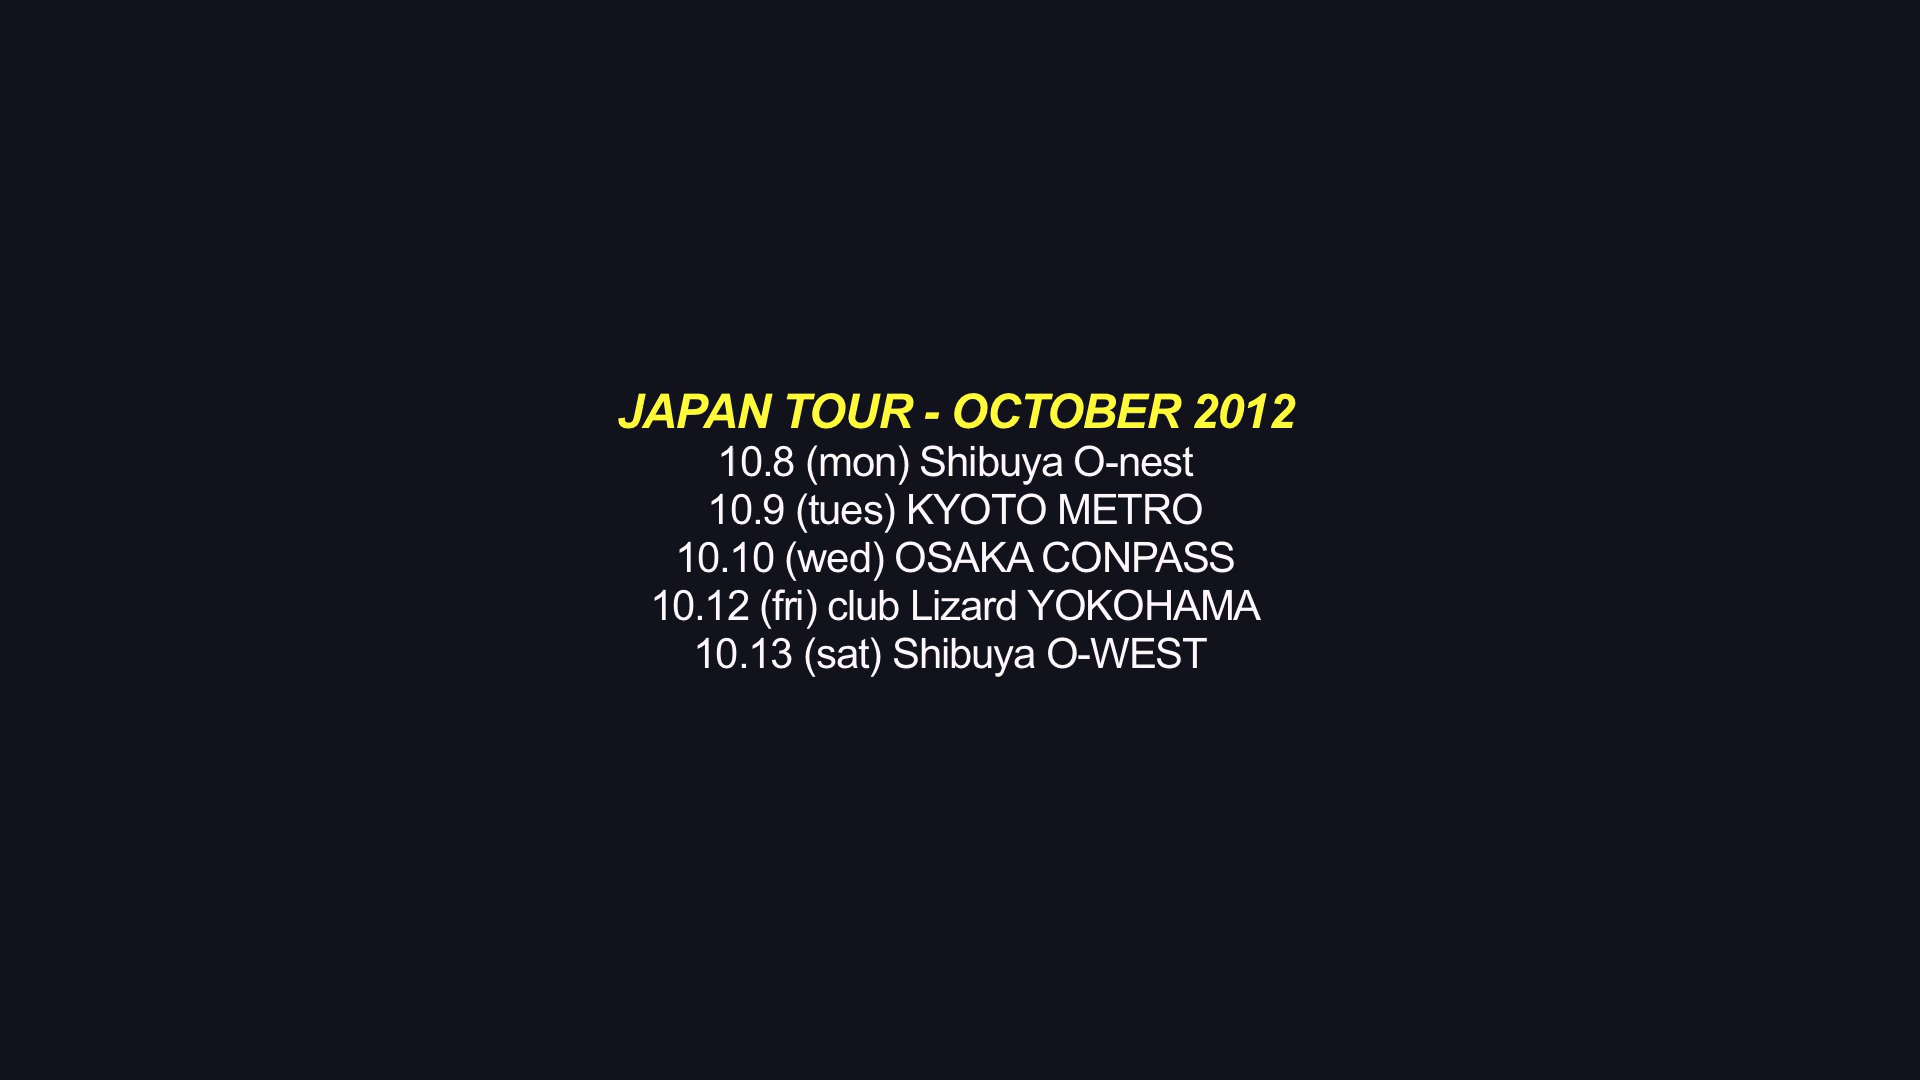 JAPAN TOUR - OCTOBER 2012
10.8 (mon) Shibuya O-nest
10.9 (tues) KYOTO METRO
10.10 (wed) OSAKA CONPASS
10.12 (fri) club Lizard YOKOHAMA
10.13 (sat) Shibuya O-WEST